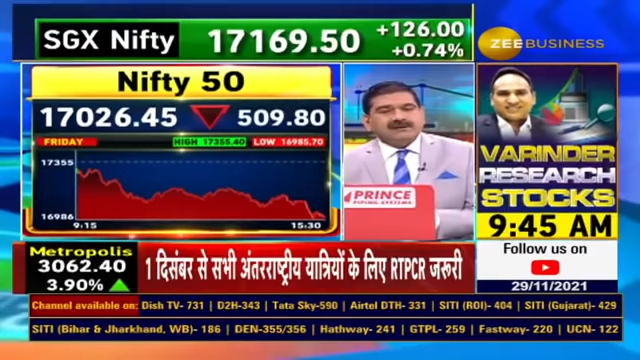 SGX Nifty 17169.50 +126.00 +0.74%
ZEE BUSINESS
Nifty 50
17026.45 509.80
FRIDAY HIGH 17355.40 LOW 16985.70
17355
16986
9:15 15:30
PRINCE
PIPING SYSTEMS
VARINDER
RESEARCH
STOCKS
9:45 AM
Metropolis
3062.40
3.90%
1 दिसंबर से सभी अंतरराष्ट्रीय यात्रियों के लिए RTPCR जरूरी
Follow us on
29/11/2021
Channel available on: Dish TV- 731 | D2H-343 | Tata Sky-590 | Airtel DTH- 331 | SITI (ROI)- 404 | SITI (Gujarat)- 429
SITI (Bihar & Jharkhand, WB)- 186 | DEN-355/356 | Hathway- 241 | GTPL- 259 | Fastway- 220 | UCN- 122